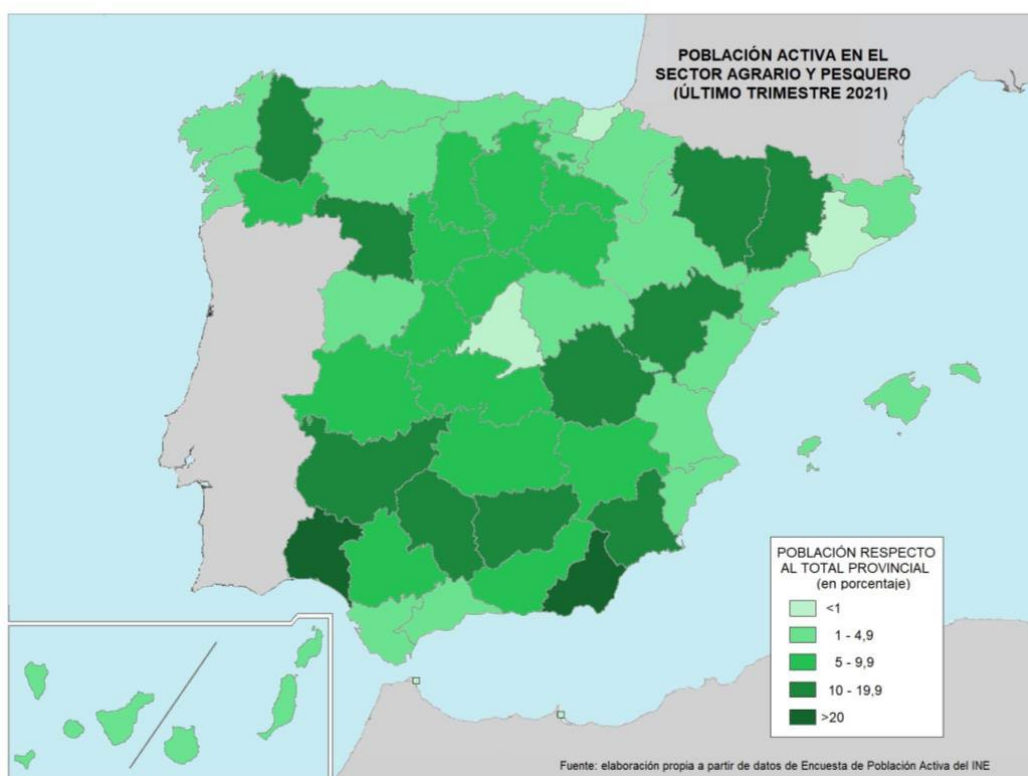 POBLACIÓN ACTIVA EN EL
SECTOR AGRARIO Y PESQUERO
(ÚLTIMO TRIMESTRE 2021)
POBLACIÓN RESPECTO
AL TOTAL PROVINCIAL
(en porcentaje)
<1
1 - 4,9
5 - 9,9
10 - 19,9
>20
Fuente: elaboración propia a partir de datos de Encuesta de Población Activa del INE